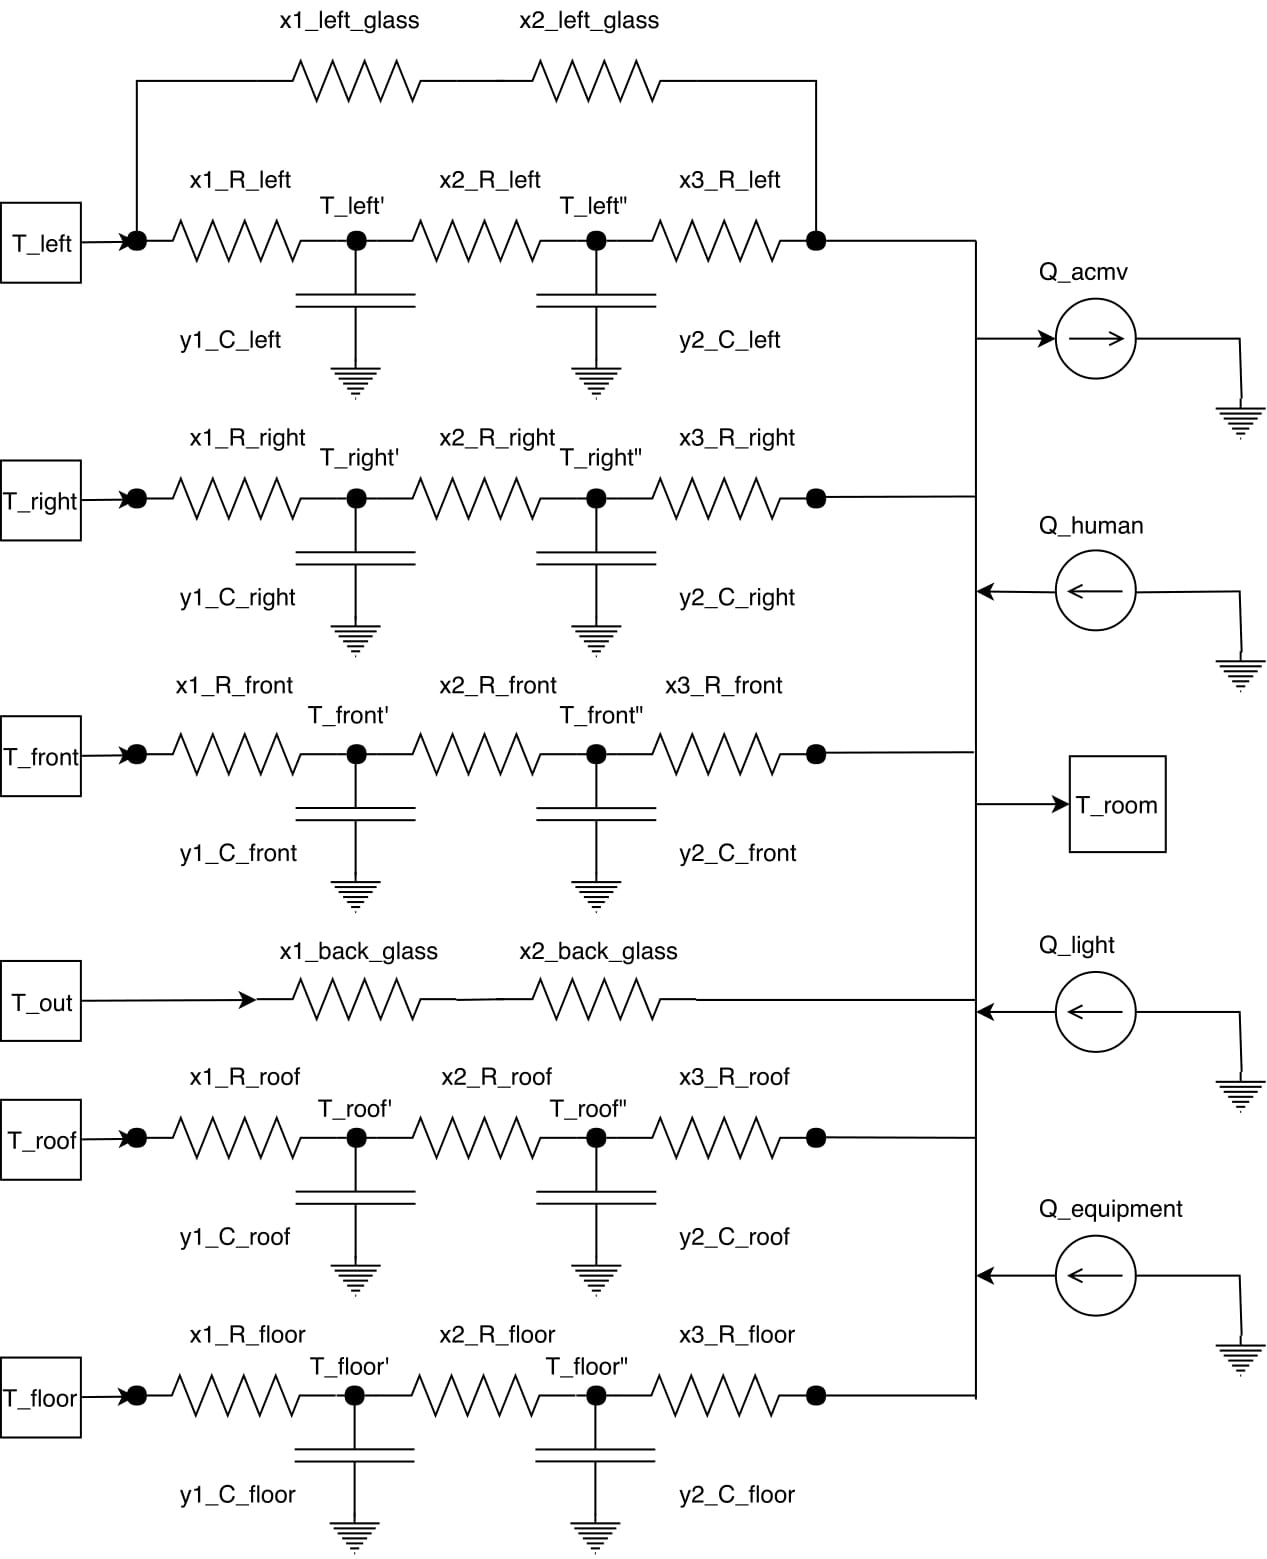 x1_left_glass x2_left_glass
x1_R_left x2_R_left x3_R_left
T_left' T_left"
T_left
Q_acmv
y1_C_left y2_C_left
x1_R_right x2_R_right x3_R_right
T_right' T_right"
T_right
Q_human
y1_C_right y2_C_right
x1_R_front x2_R_front x3_R_front
T_front' T_front"
T_front
T_room
y1_C_front y2_C_front
x1_back_glass x2_back_glass
Q_light
T_out
x1_R_roof x2_R_roof x3_R_roof
T_roof' T_roof"
T_roof
Q_equipment
y1_C_roof y2_C_roof
x1_R_floor x2_R_floor x3_R_floor
T_floor' T_floor"
T_floor
y1_C_floor y2_C_floor